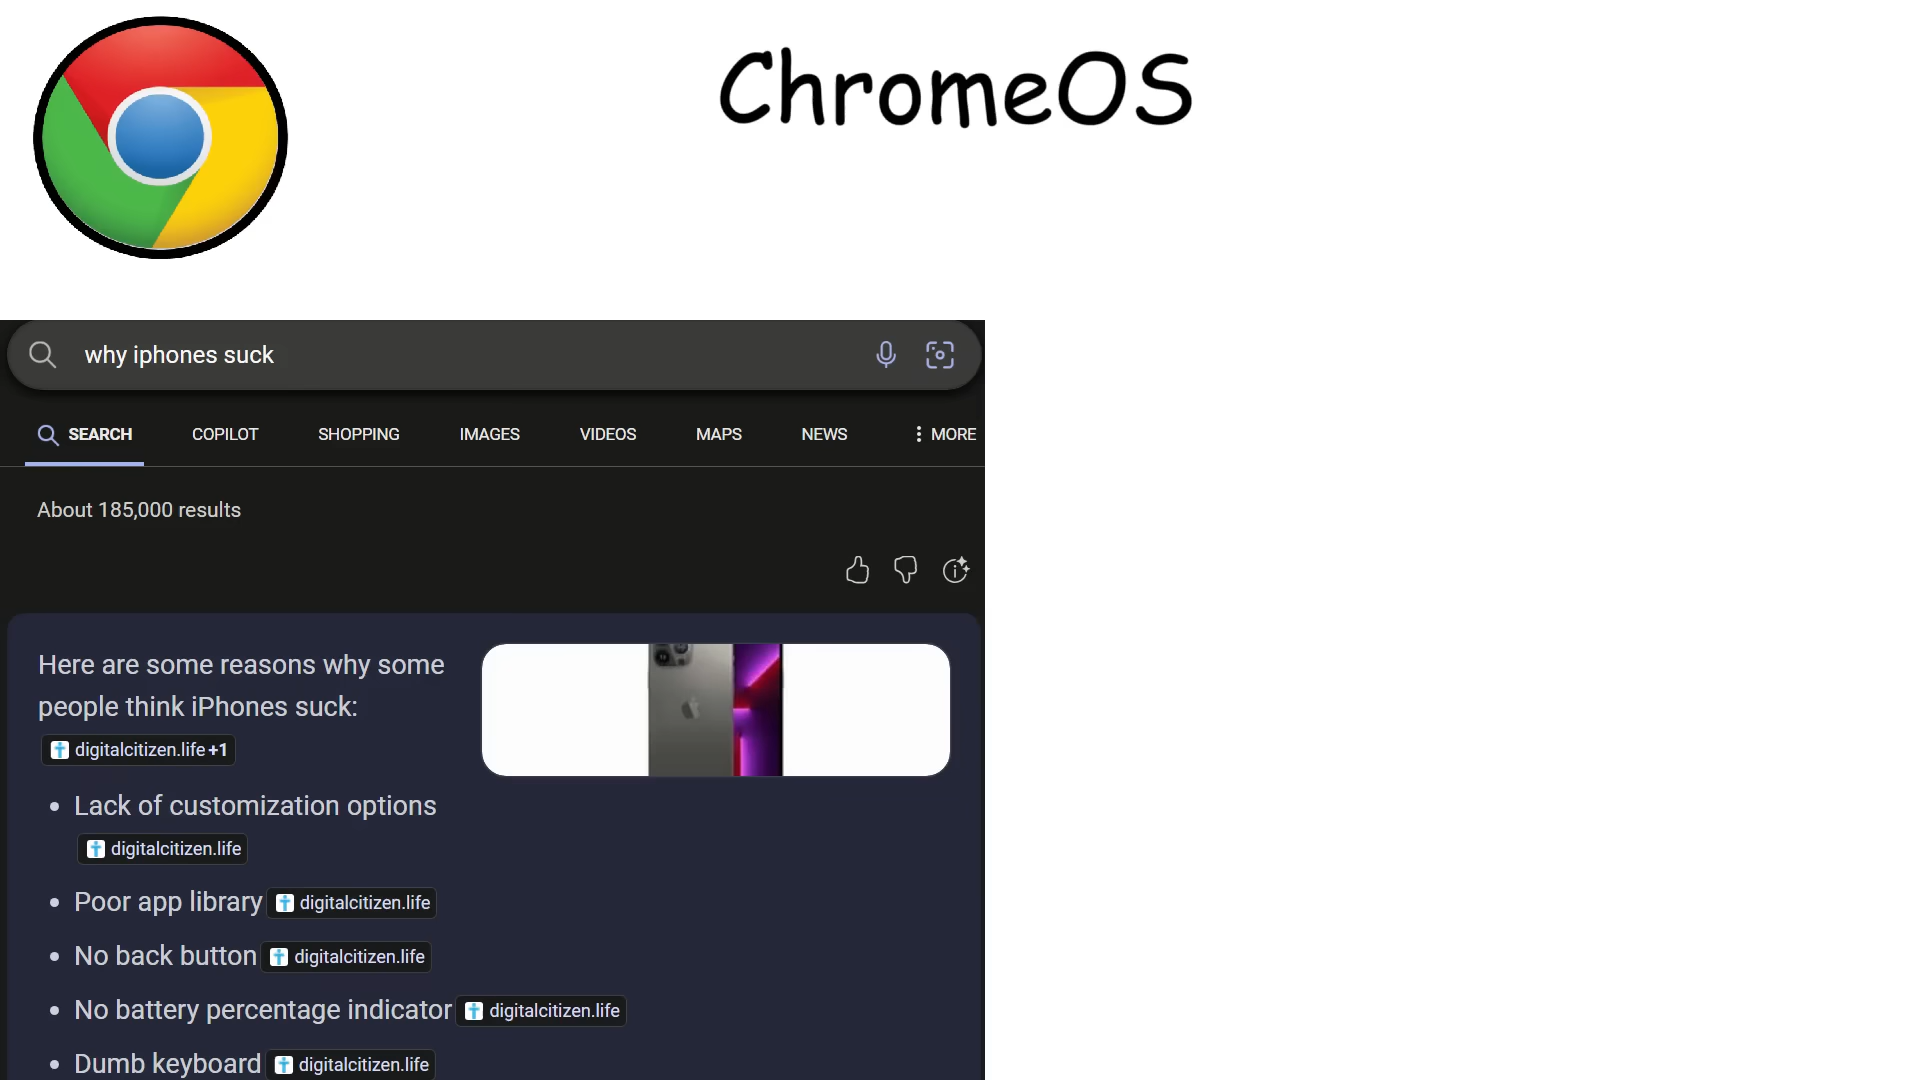 ChromeOS
why iphones suck
SEARCH COPILOT SHOPPING IMAGES VIDEOS MAPS NEWS MORE
About 185,000 results
Here are some reasons why some
people think iPhones suck:
digitalcitizen.life +1
Lack of customization options
digitalcitizen.life
Poor app library digitalcitizen.life
No back button digitalcitizen.life
No battery percentage indicator digitalcitizen.life
Dumb keyboard digitalcitizen.life